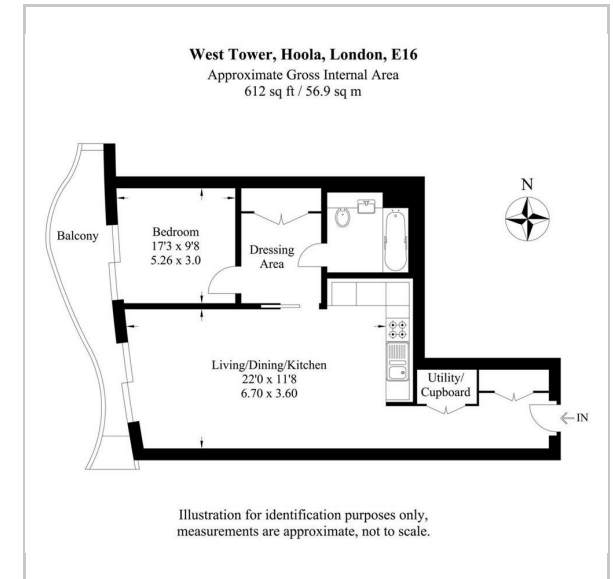 West Tower, Hoola, London, E16
Approximate Gross Internal Area
612 sq ft / 56.9 sq m
N
Balcony
Bedroom
17'3 x 9'8
5.26 x 3.0
Dressing
Area
Living/Dining/Kitchen
22'0 x 11'8
6.70 x 3.60
Utility/
Cupboard
IN
Illustration for identification purposes only,
measurements are approximate, not to scale.